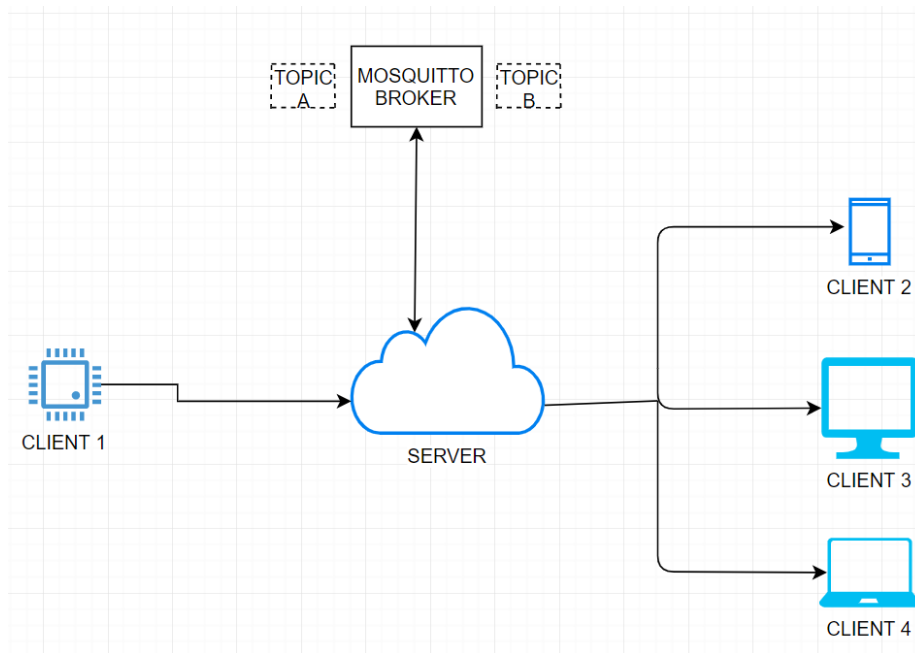 TOPIC
A
MOSQUITTO
BROKER
TOPIC
B
CLIENT 2
CLIENT 1
SERVER
CLIENT 3
CLIENT 4